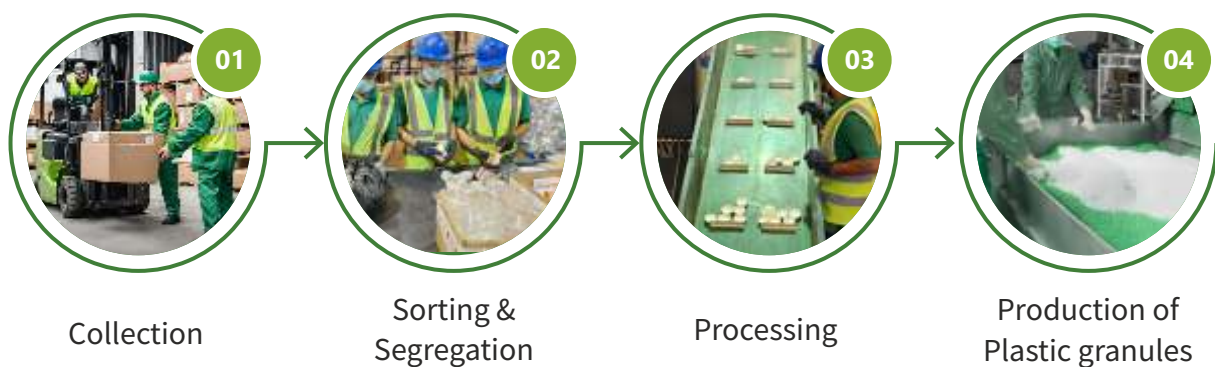 01
02
03
04
Collection
Sorting &
Segregation
Processing
Production of
Plastic granules